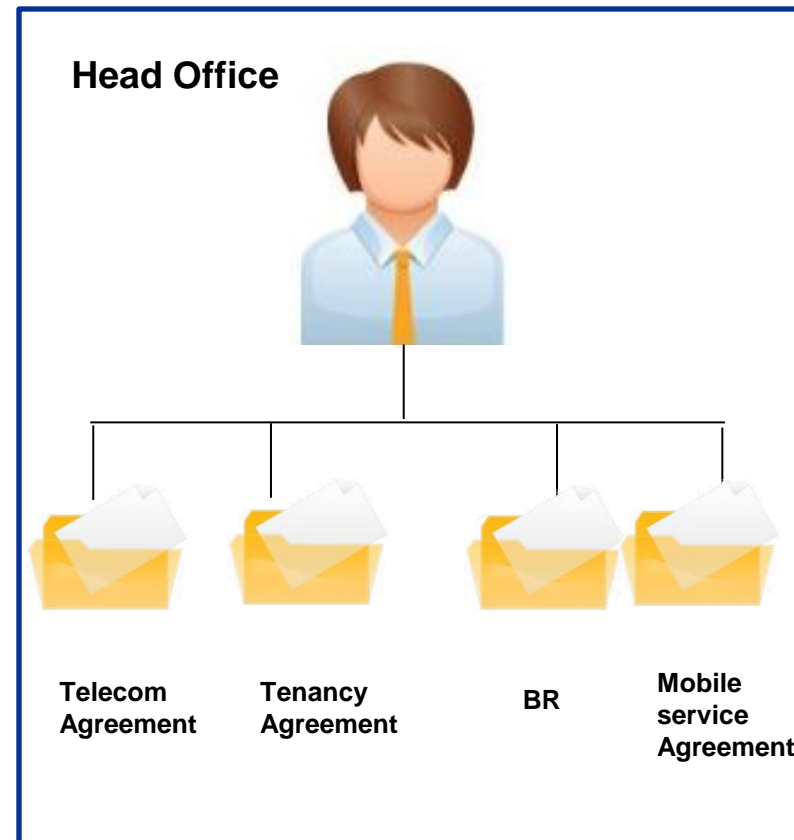 Head Office
Telecom
Agreement
Tenancy
Agreement
BR
Mobile
service
Agreement